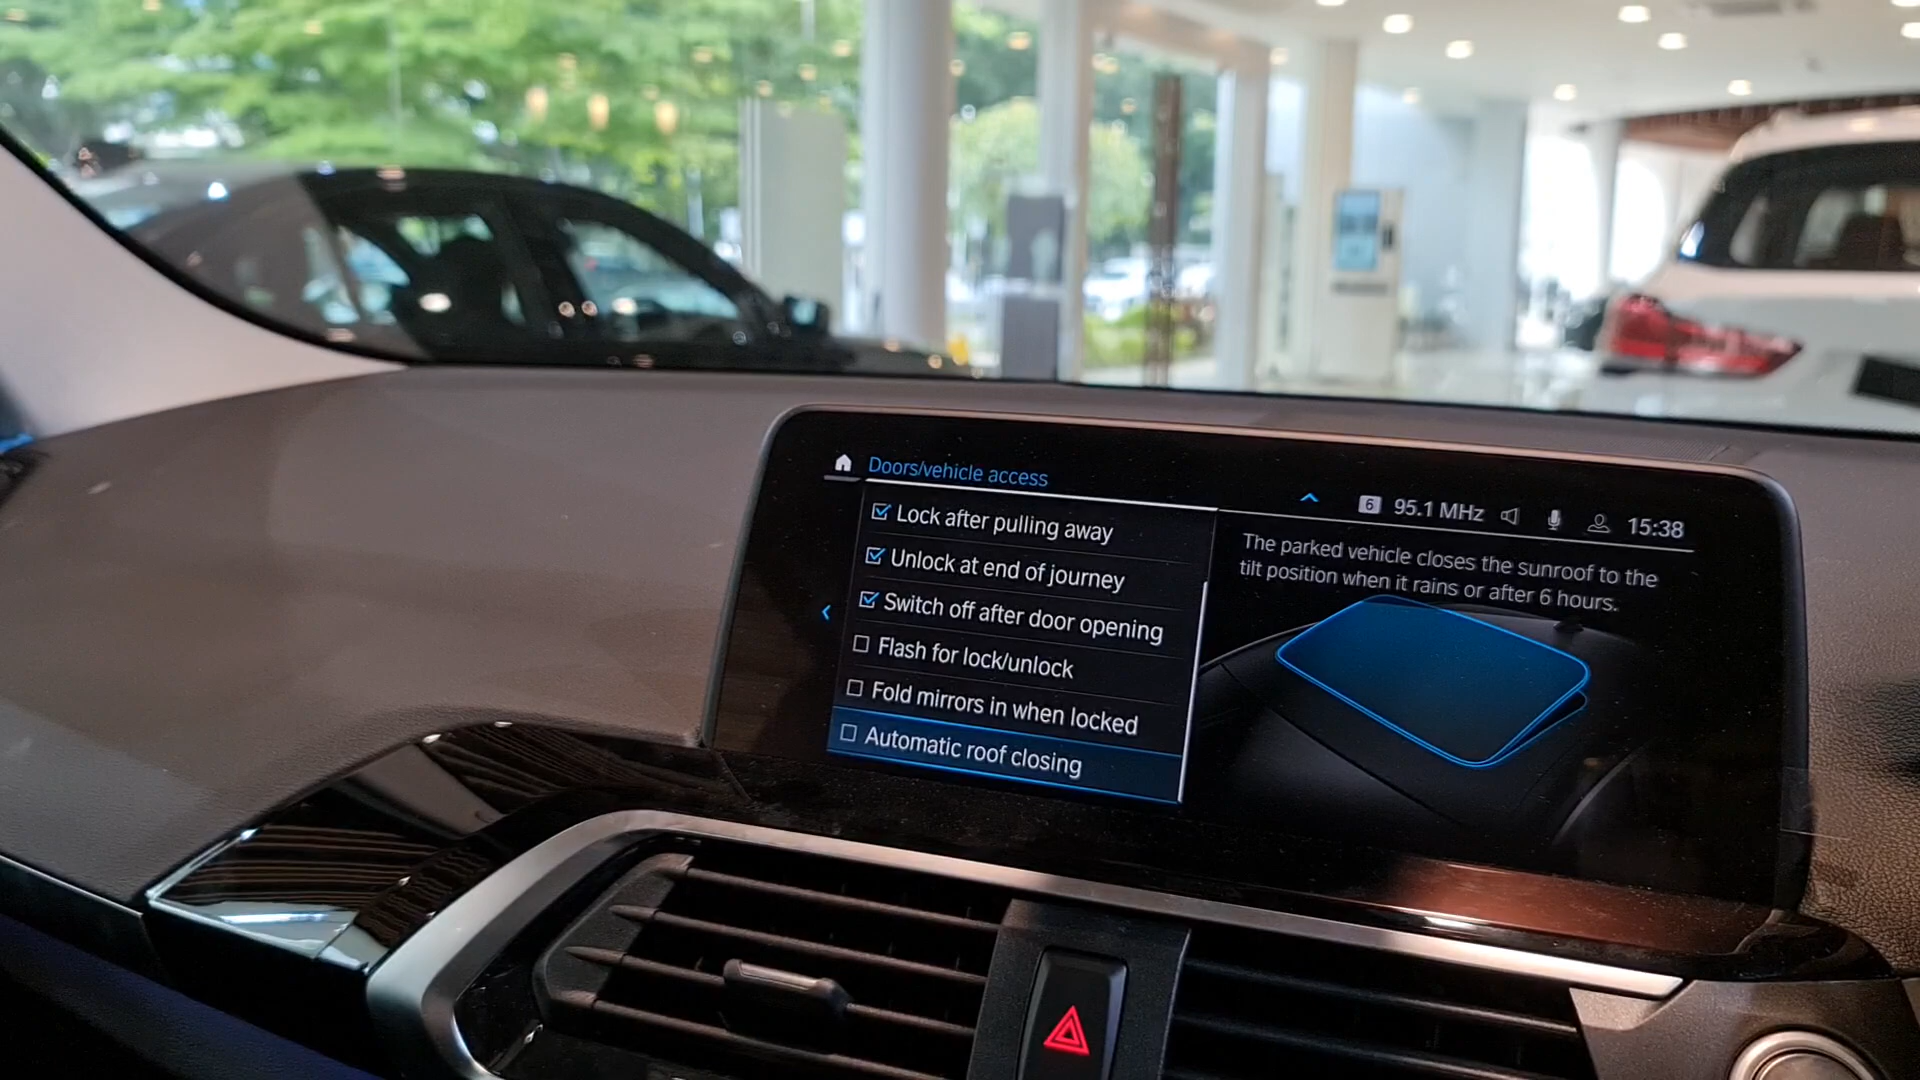 Doors/vehicle access
6 95.1 MHz 15:38
Lock after pulling away
Unlock at end of journey
Switch off after door opening
Flash for lock/unlock
Fold mirrors in when locked
Automatic roof closing
The parked vehicle closes the sunroof to the
tilt position when it rains or after 6 hours.